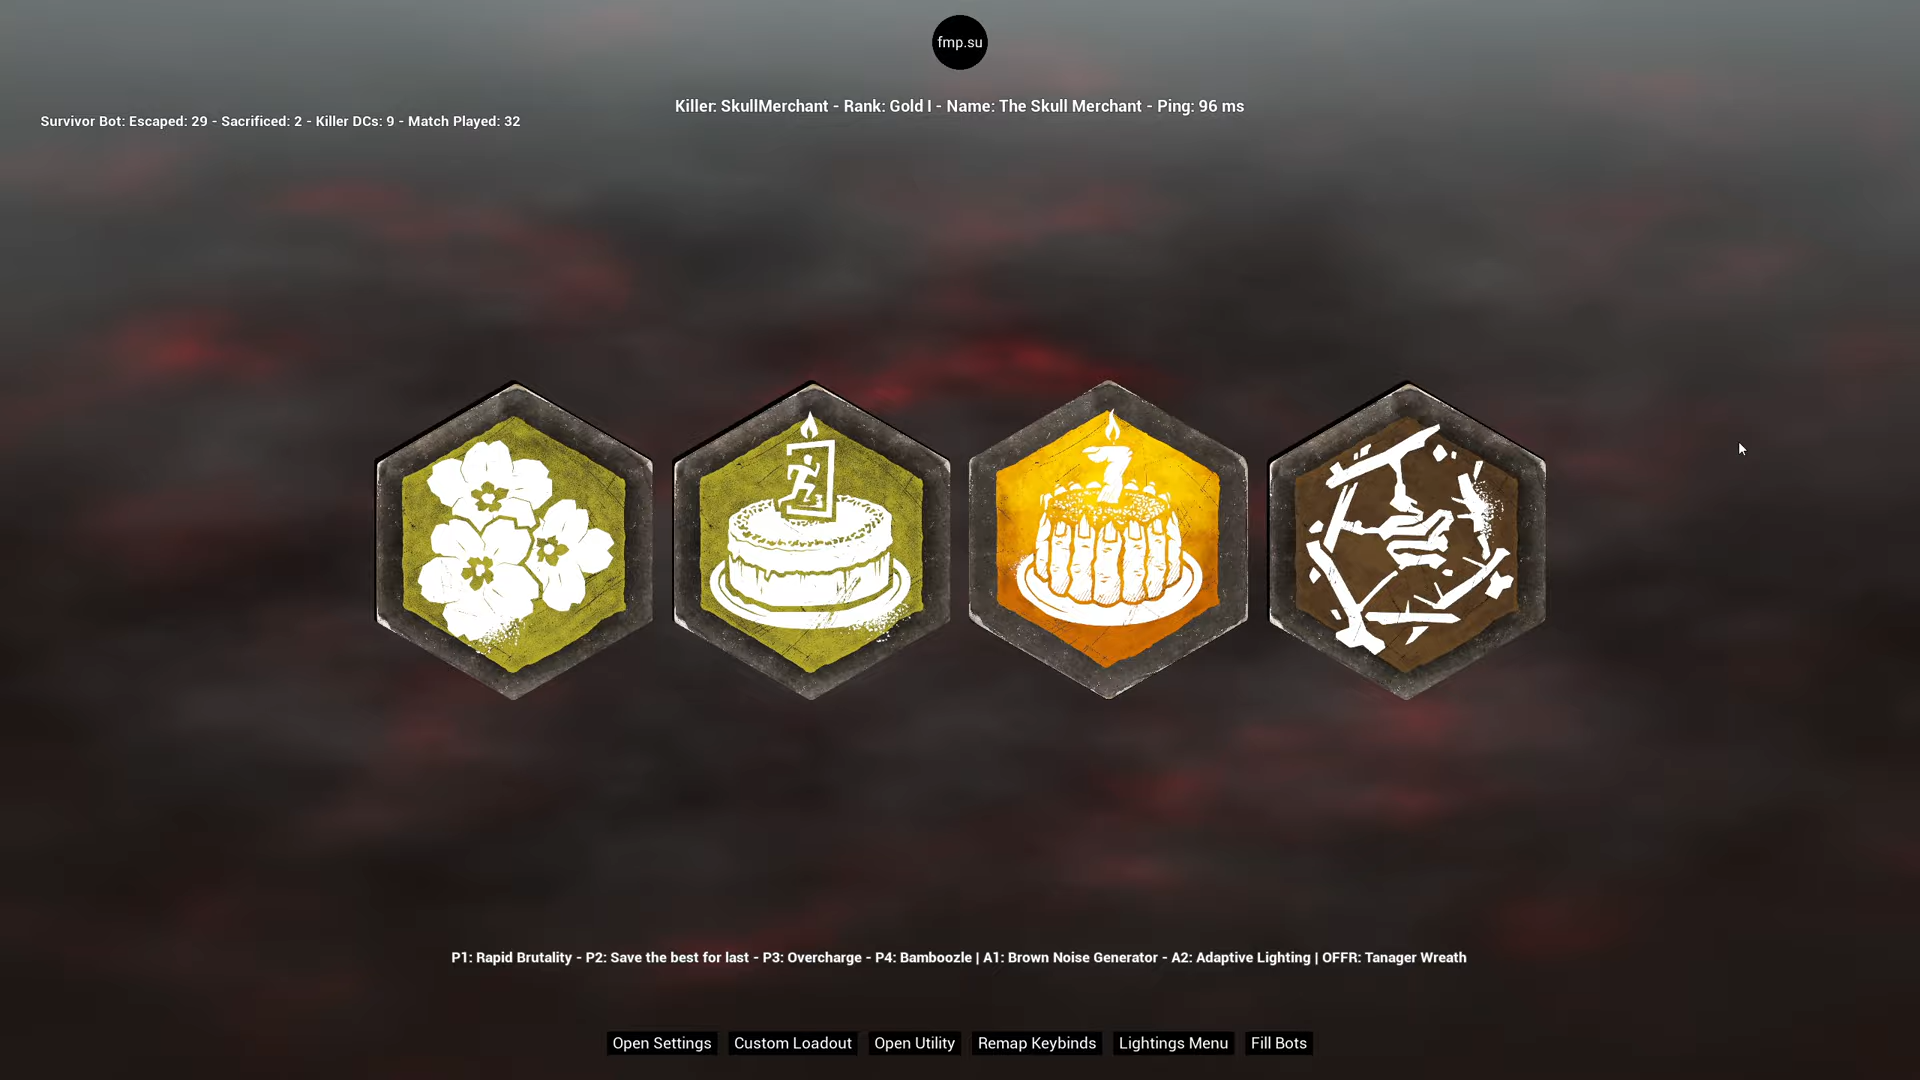 fmp.su
Killer: SkullMerchant - Rank: Gold I - Name: The Skull Merchant - Ping: 96 ms
Survivor Bot: Escaped: 29 - Sacrificed: 2 - Killer DCs: 9 - Match Played: 32
7
P1: Rapid Brutality - P2: Save the best for last - P3: Overcharge - P4: Bamboozle | A1: Brown Noise Generator - A2: Adaptive Lighting | OFFR: Tanager Wreath
Open Settings Custom Loadout Open Utility Remap Keybinds Lightings Menu Fill Bots